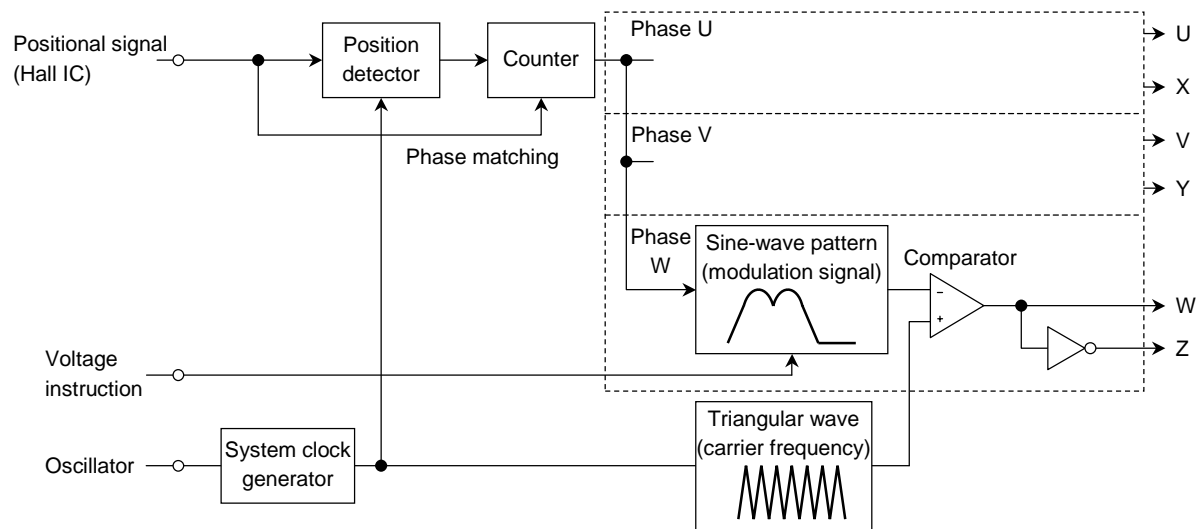 Positional signal
(Hall IC)
Position
detector
Counter
Phase matching
Phase U
U
X
Phase V
V
Y
Phase
W
Sine-wave pattern
(modulation signal)
Comparator
−
+
W
Z
Voltage
instruction
Oscillator
System clock
generator
Triangular wave
(carrier frequency)